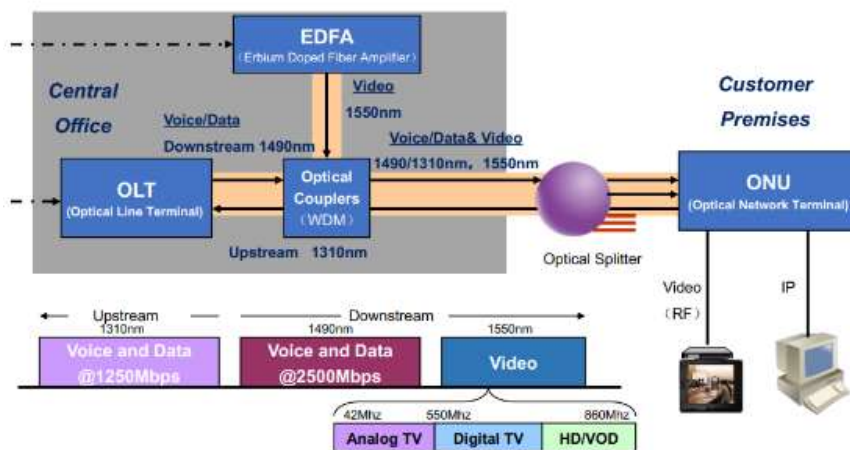 EDFA
（Erbium Doped Fiber Amplifier）
Central
Office
Video
1550nm
Customer
Premises
Voice/Data
Downstream 1490nm
Voice/Data& Video
1490/1310nm，1550nm
OLT
(Optical Line Terminal)
Optical
Couplers
（WDM）
ONU
(Optical Network Terminal)
Upstream 1310nm
Optical Splitter
Video
（RF）
IP
Upstream
1310nm
Downstream
1490nm
1550nm
Voice and Data
@1250Mbps
Voice and Data
@2500Mbps
Video
42Mhz
550Mhz
860Mhz
Analog TV
Digital TV
HD/VOD